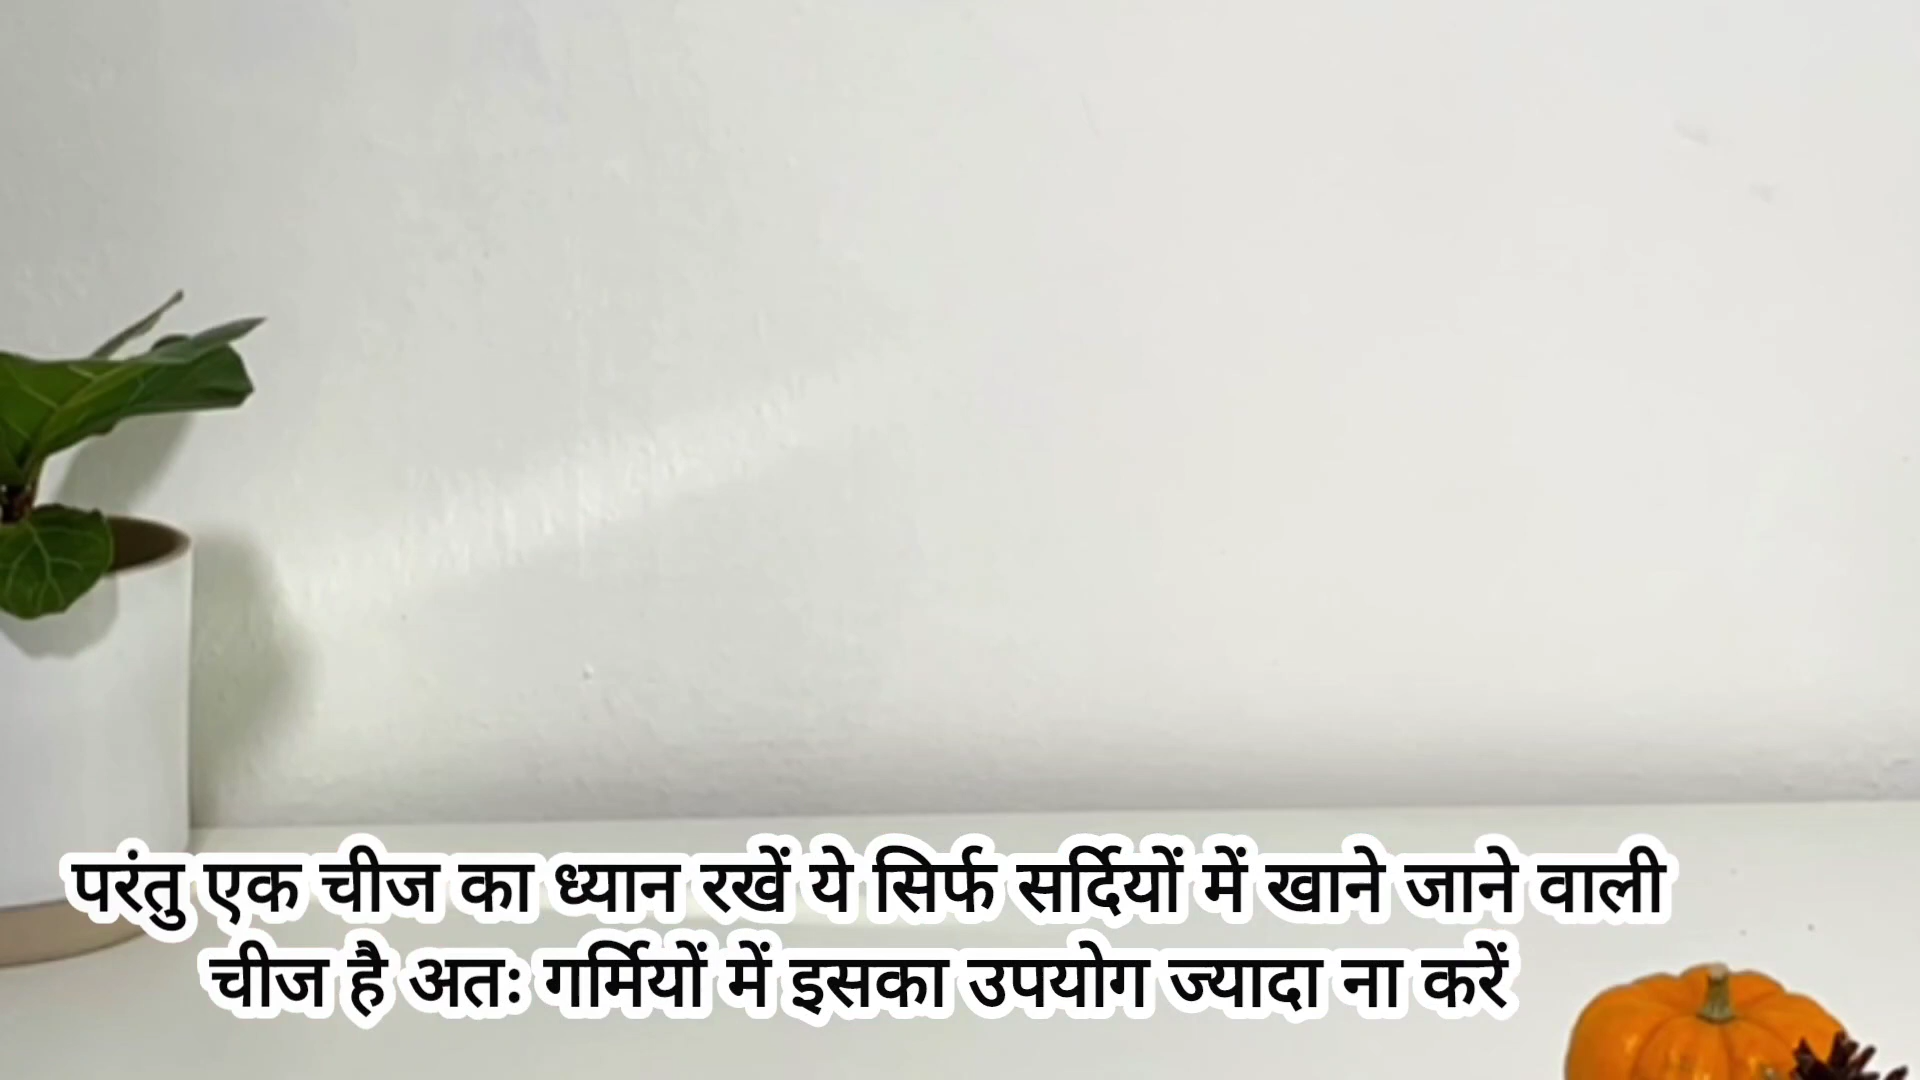 परंतु एक चीज का ध्यान रखें ये सिर्फ सर्दियों में खाने जाने वाली
चीज है अतः गर्मियों में इसका उपयोग ज्यादा ना करें